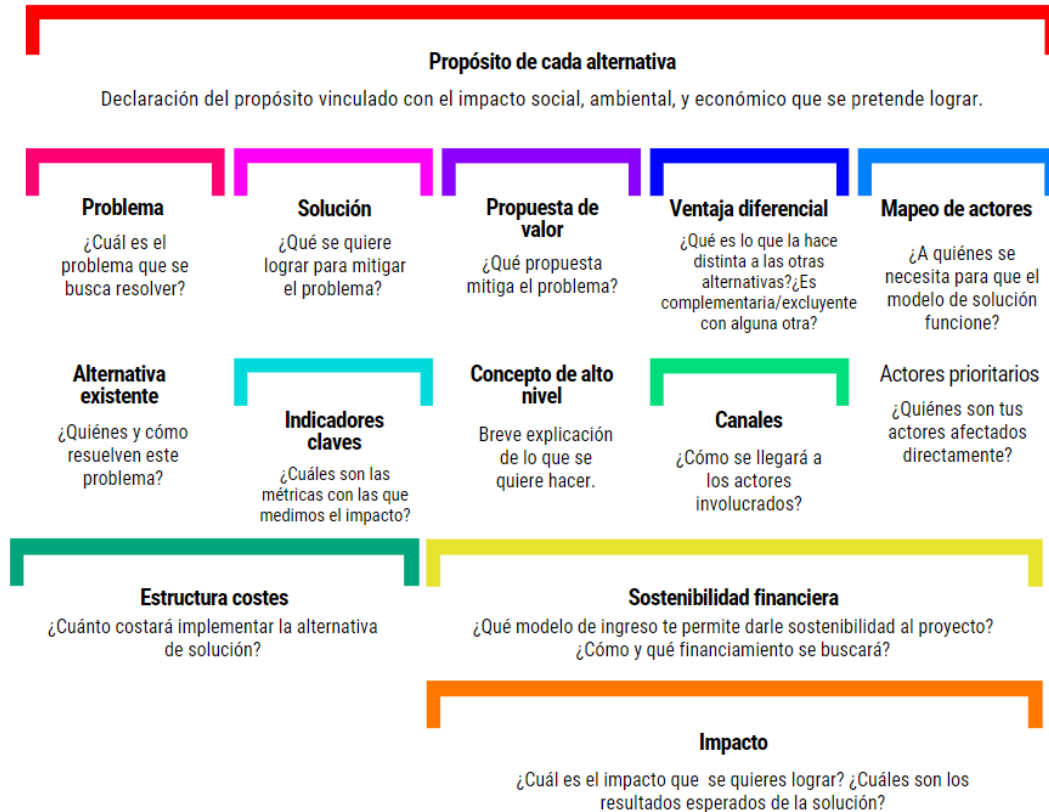 Propósito de cada alternativa
Declaración del propósito vinculado con el impacto social, ambiental, y económico que se pretende lograr.
Problema
¿Cuál es el
problema que se
busca resolver?
Solución
¿Qué se quiere
lograr para mitigar
el problema?
Propuesta de
valor
¿Qué propuesta
mitiga el problema?
Ventaja diferencial
¿Qué es lo que la hace
distinta a las otras
alternativas?¿Es
complementaria/excluyente
con alguna otra?
Mapeo de actores
¿A quiénes se
necesita para que el
modelo de solución
funcione?
Alternativa
existente
¿Quiénes y cómo
resuelven este
problema?
Indicadores
claves
¿Cuáles son las
métricas con las que
medimos el impacto?
Concepto de alto
nivel
Breve explicación
de lo que se
quiere hacer.
Canales
¿Cómo se llegará a
los actores
involucrados?
Actores prioritarios
¿Quiénes son tus
actores afectados
directamente?
Estructura costes
¿Cuánto costará implementar la alternativa
de solución?
Sostenibilidad financiera
¿Qué modelo de ingreso te permite darle sostenibilidad al proyecto?
¿Cómo y qué financiamiento se buscará?
Impacto
¿Cuál es el impacto que se quieres lograr? ¿Cuáles son los
resultados esperados de la solución?